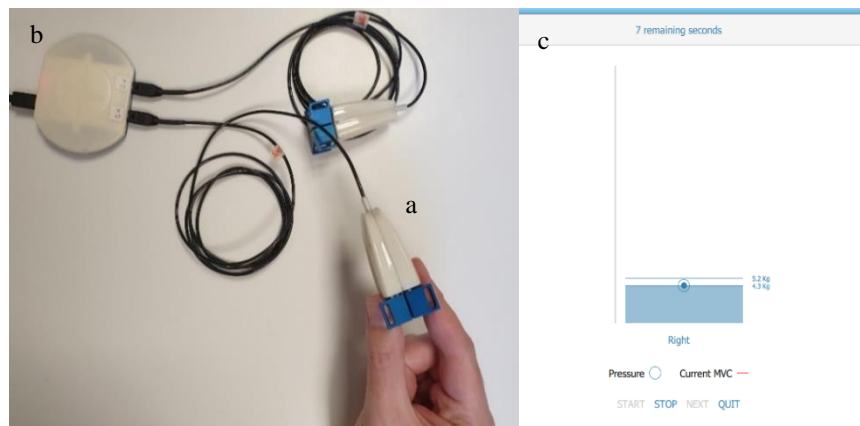 b
a
c
7 remaining seconds
5.2 Kg
4.3 Kg
Right
Pressure
Current MVC
START STOP NEXT QUIT